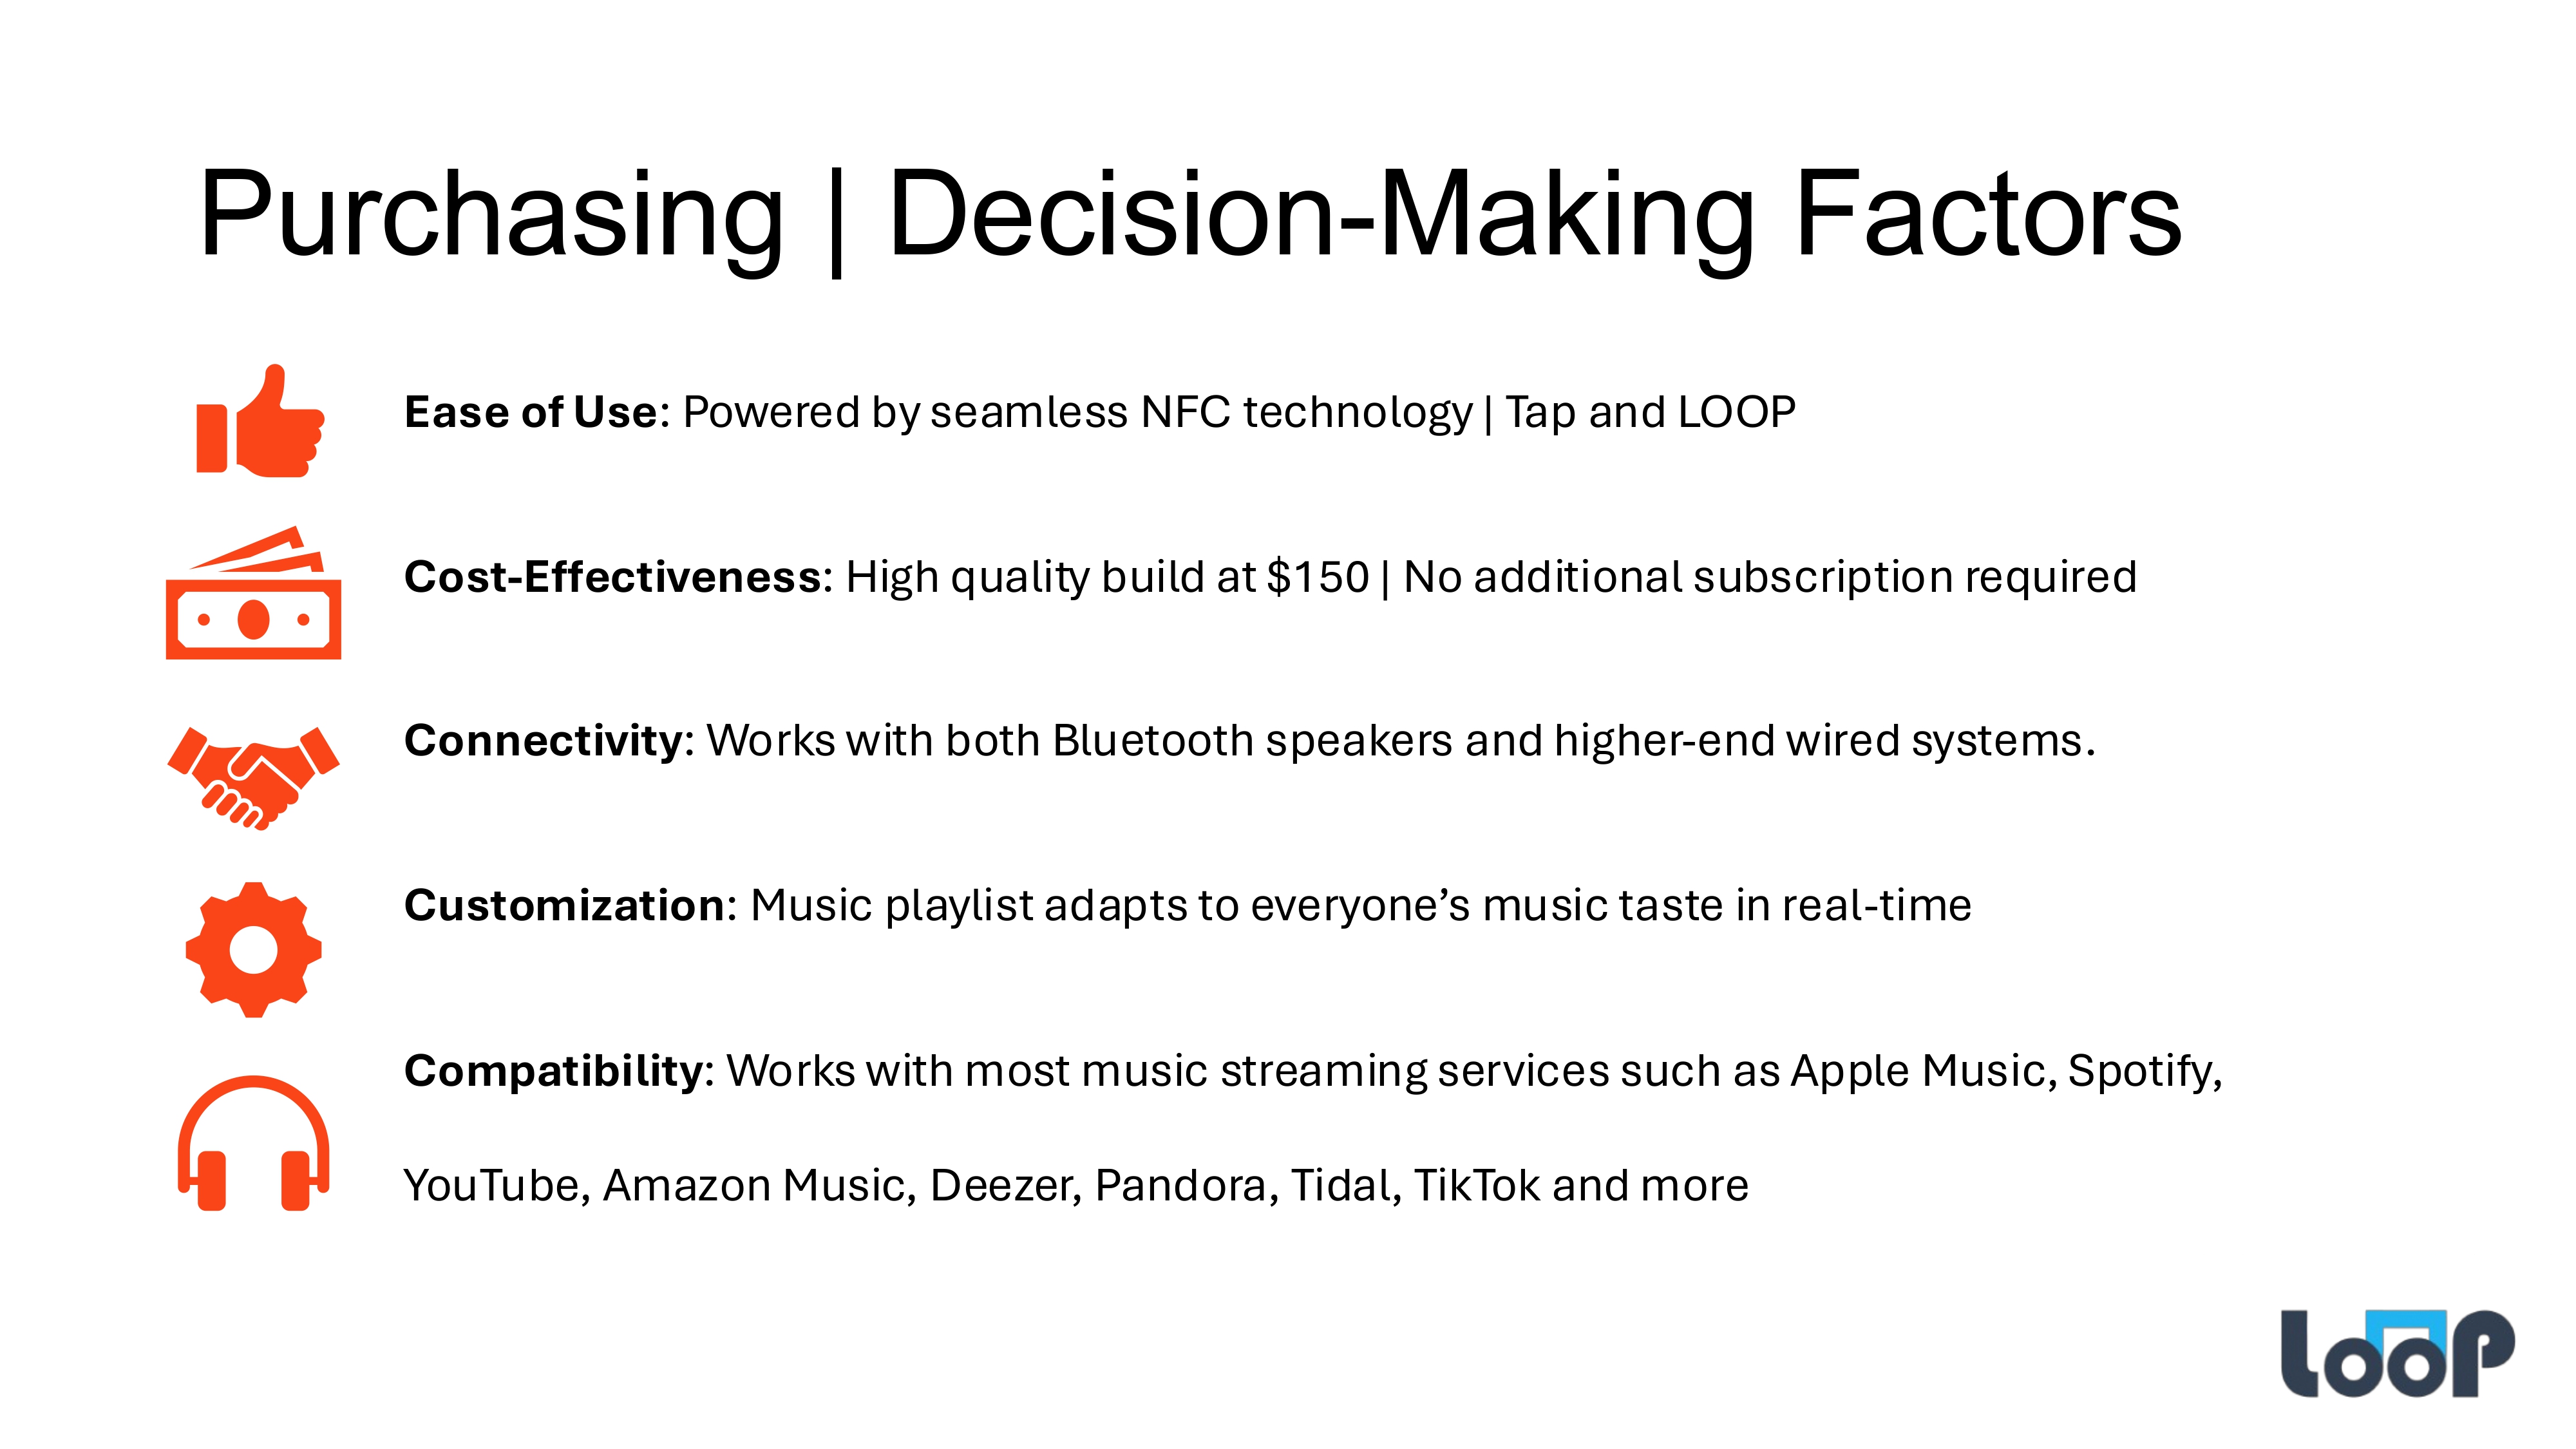 Purchasing | Decision-Making Factors
Ease of Use: Powered by seamless NFC technology | Tap and LOOP
Cost-Effectiveness: High quality build at $150 | No additional subscription required
Connectivity: Works with both Bluetooth speakers and higher-end wired systems.
Customization: Music playlist adapts to everyone’s music taste in real-time
Compatibility: Works with most music streaming services such as Apple Music, Spotify,
YouTube, Amazon Music, Deezer, Pandora, Tidal, TikTok and more
LOOP